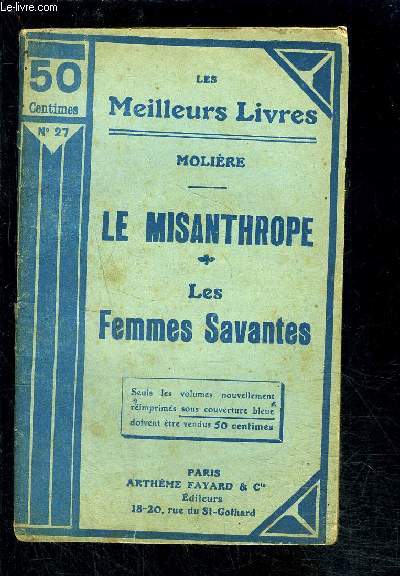 Le-livre.com
50
Centimes
N° 27
LES
Meilleurs Livres
MOLIÈRE
LE MISANTHROPE
Les
Femmes Savantes
Seuls les volumes nouvellement
réimprimés sous couverture bleue
doivent être vendus 50 centimes
PARIS
ARTHÈME FAYARD & Cie
Éditeurs
18-20, rue du St-Gothard